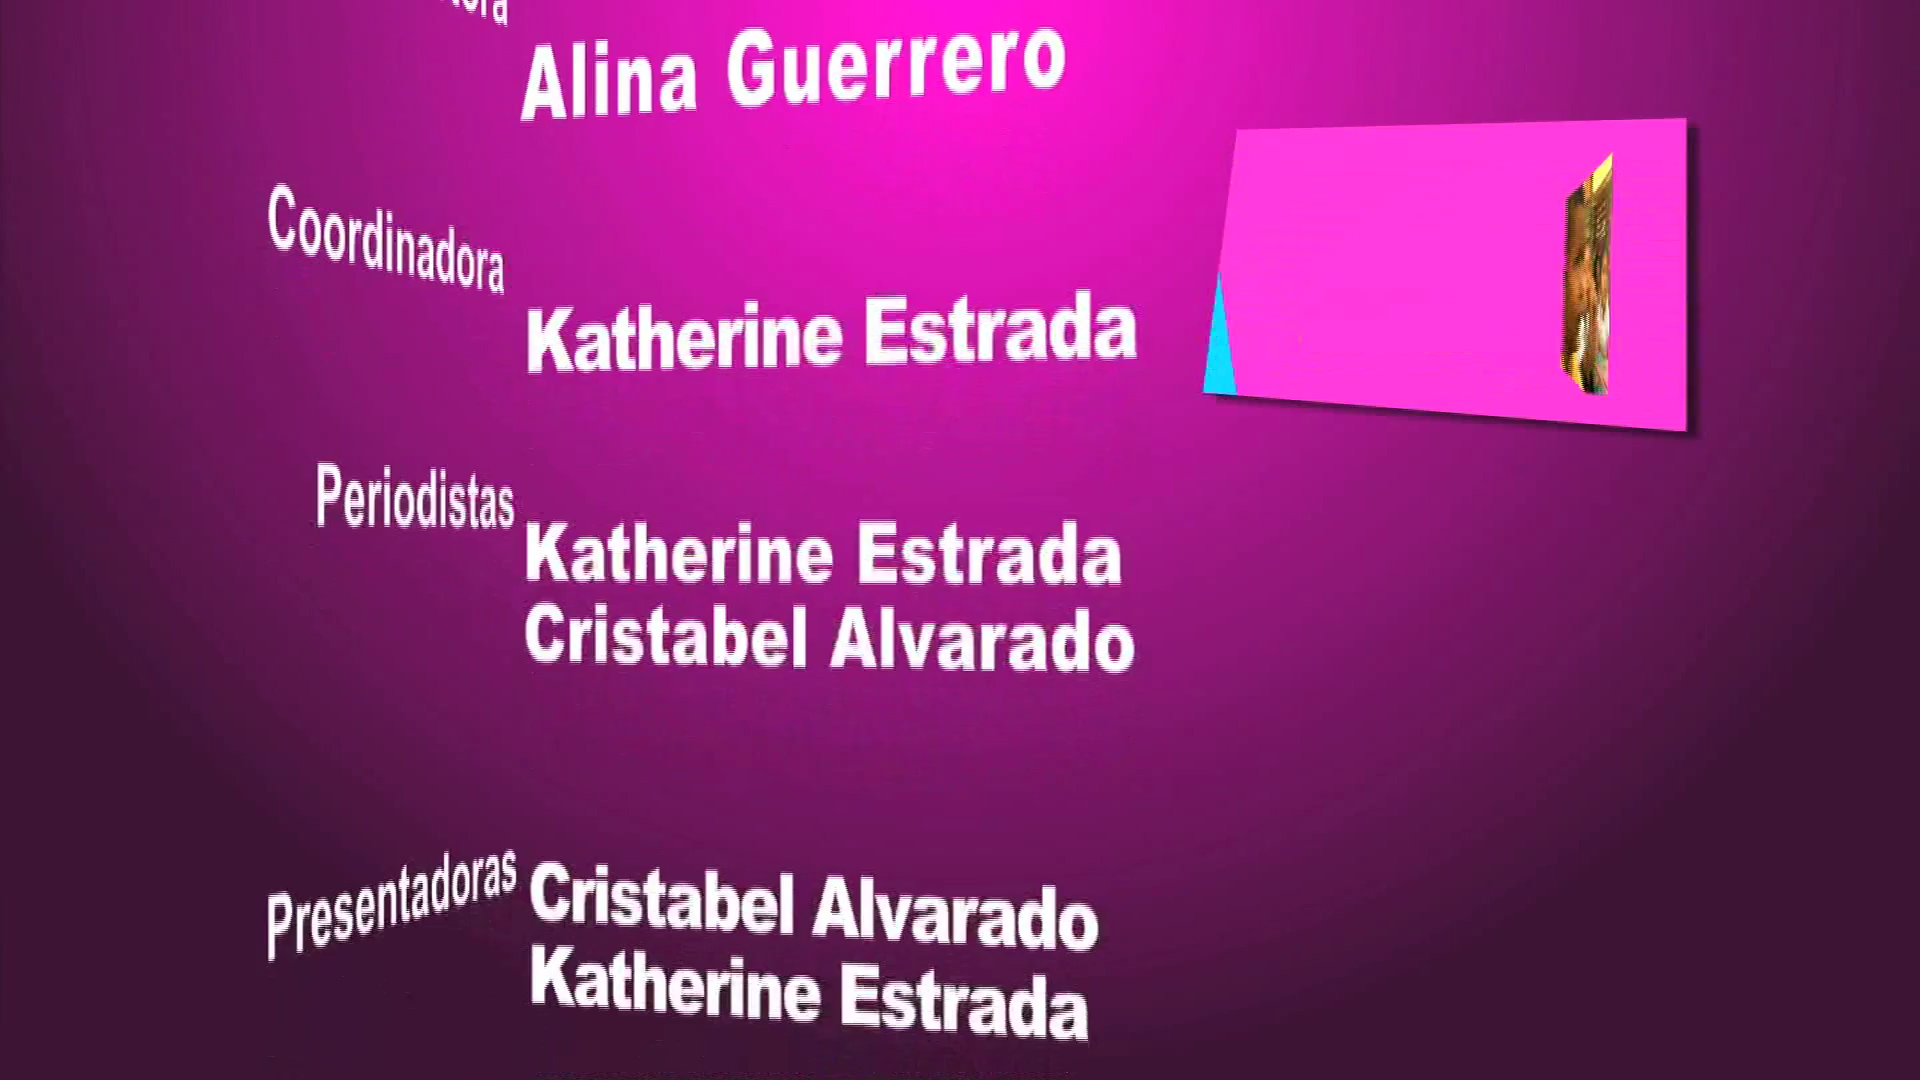 Alina Guerrero
Coordinadora
Katherine Estrada
Periodistas
Katherine Estrada
Cristabel Alvarado
Presentadoras
Cristabel Alvarado
Katherine Estrada